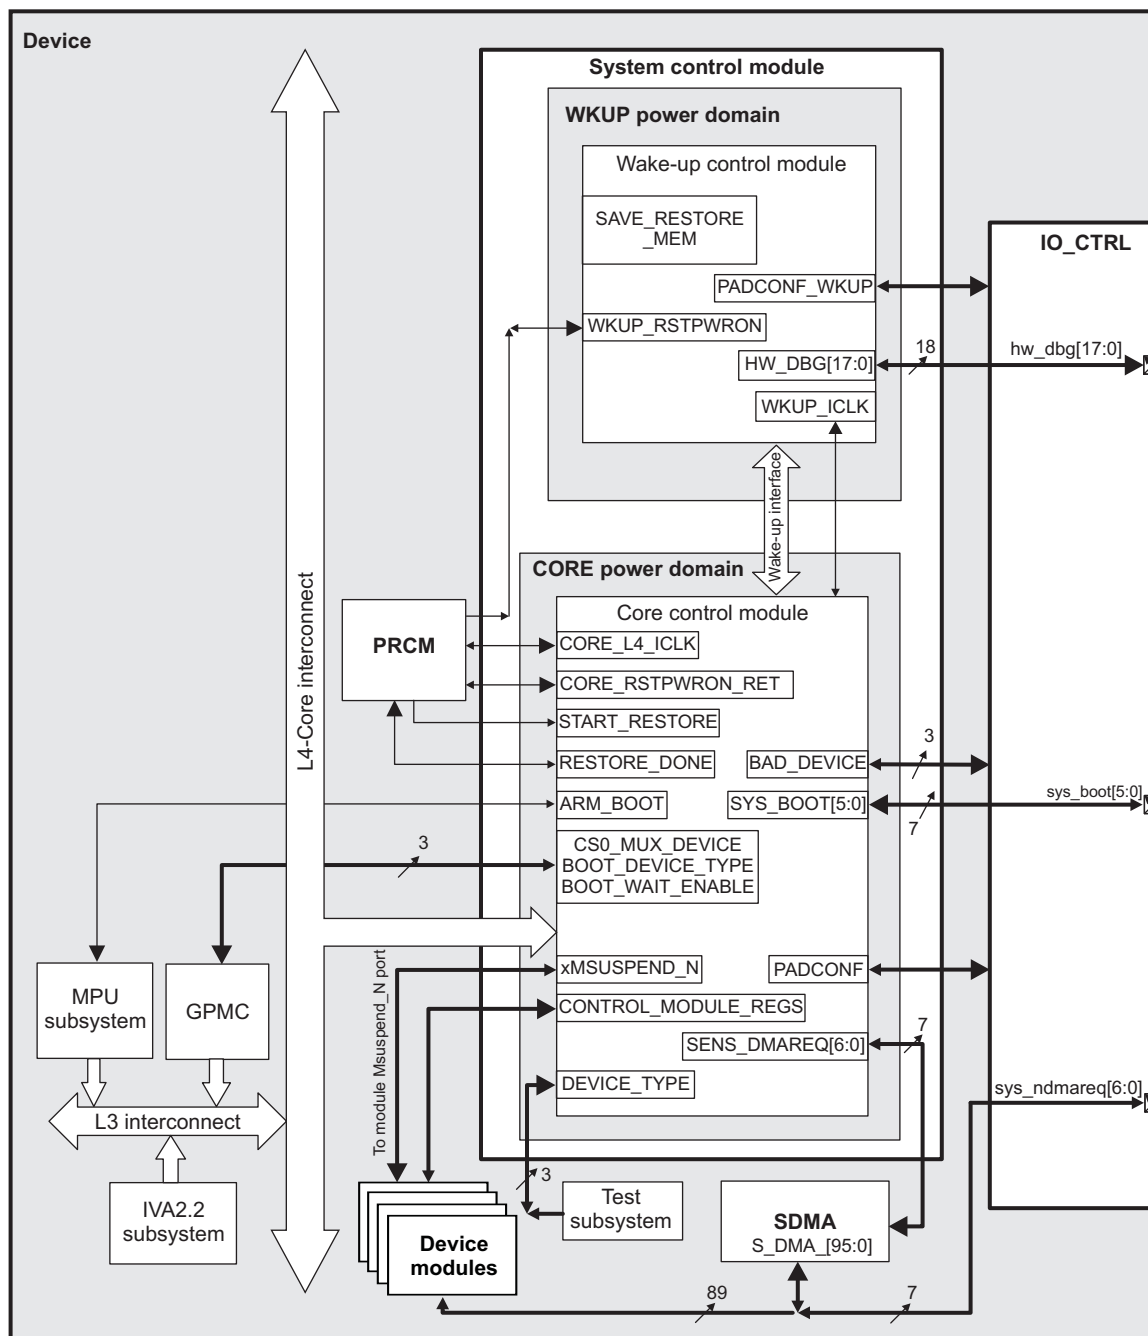 Device
System control module
WKUP power domain
Wake-up control module
SAVE_RESTORE
_MEM
IO_CTRL
PADCONF_WKUP
WKUP_RSTPWRON
18
hw_dbg[17:0]
HW_DBG[17:0]
WKUP_ICLK
Wake-up interface
CORE power domain
L4-Core interconnect
Core control module
PRCM
CORE_L4_ICLK
CORE_RSTPWRON_RET
START_RESTORE
3
RESTORE_DONE
BAD_DEVICE
sys_boot[5:0]
ARM_BOOT
SYS_BOOT[5:0]
7
3
CS0_MUX_DEVICE
BOOT_DEVICE_TYPE
BOOT_WAIT_ENABLE
xMSUSPEND_N
PADCONF
MPU
subsystem
GPMC
To module Msuspend_N port
CONTROL_MODULE_REGS
7
SENS_DMAREQ[6:0]
DEVICE_TYPE
sys_ndmareq[6:0]
L3 interconnect
3
IVA2.2
subsystem
Test
subsystem
SDMA
S_DMA_[95:0]
Device
modules
89
7